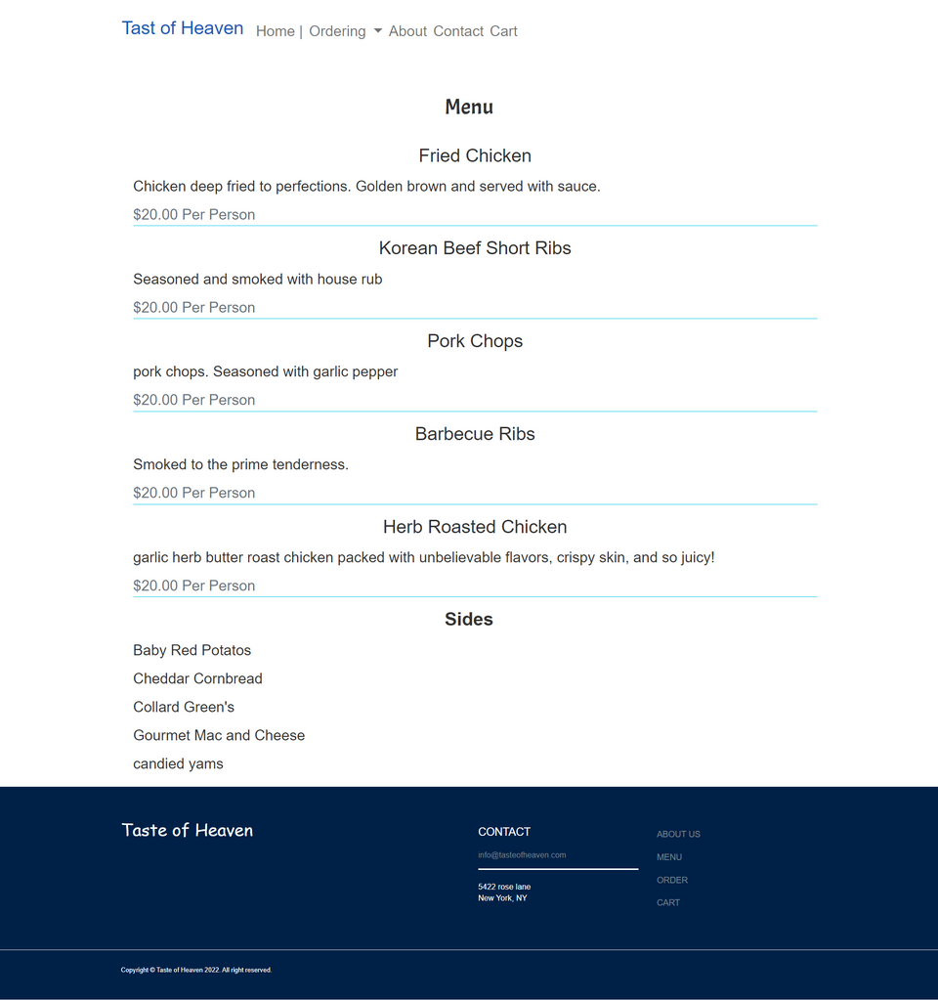 Tast of Heaven Home | Ordering About Contact Cart
Menu
Fried Chicken
Chicken deep fried to perfections. Golden brown and served with sauce.
$20.00 Per Person
Korean Beef Short Ribs
Seasoned and smoked with house rub
$20.00 Per Person
Pork Chops
pork chops. Seasoned with garlic pepper
$20.00 Per Person
Barbecue Ribs
Smoked to the prime tenderness.
$20.00 Per Person
Herb Roasted Chicken
garlic herb butter roast chicken packed with unbelievable flavors, crispy skin, and so juicy!
$20.00 Per Person
Sides
Baby Red Potatos
Cheddar Cornbread
Collard Green's
Gourmet Mac and Cheese
candied yams
Taste of Heaven
CONTACT
info@tasteofheaven.com
5422 rose lane
New York, NY
ABOUT US
MENU
ORDER
CART
Copyright © Taste of Heaven 2022. All right reserved.